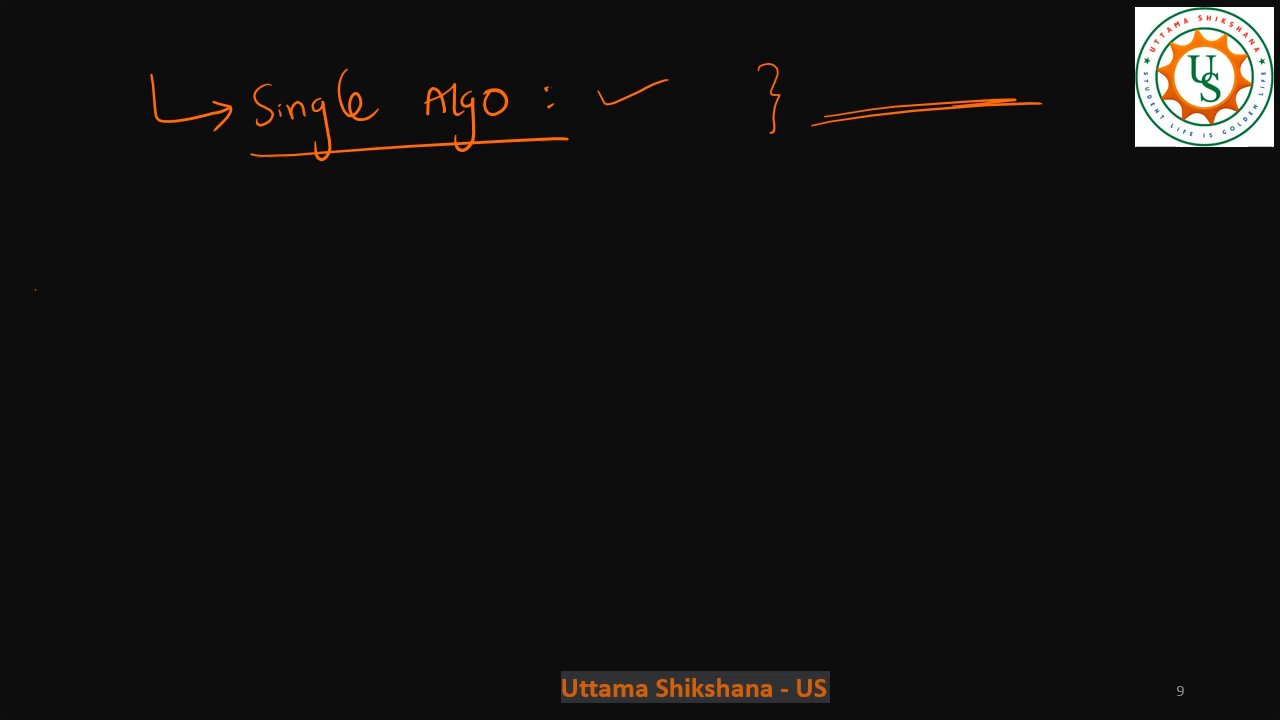 ↳ Single Algo : ✓ }
UTTAMA SHIKSHANA
US
STUDENT LIFE IS GOLDEN LIFE
Uttama Shikshana - US
9